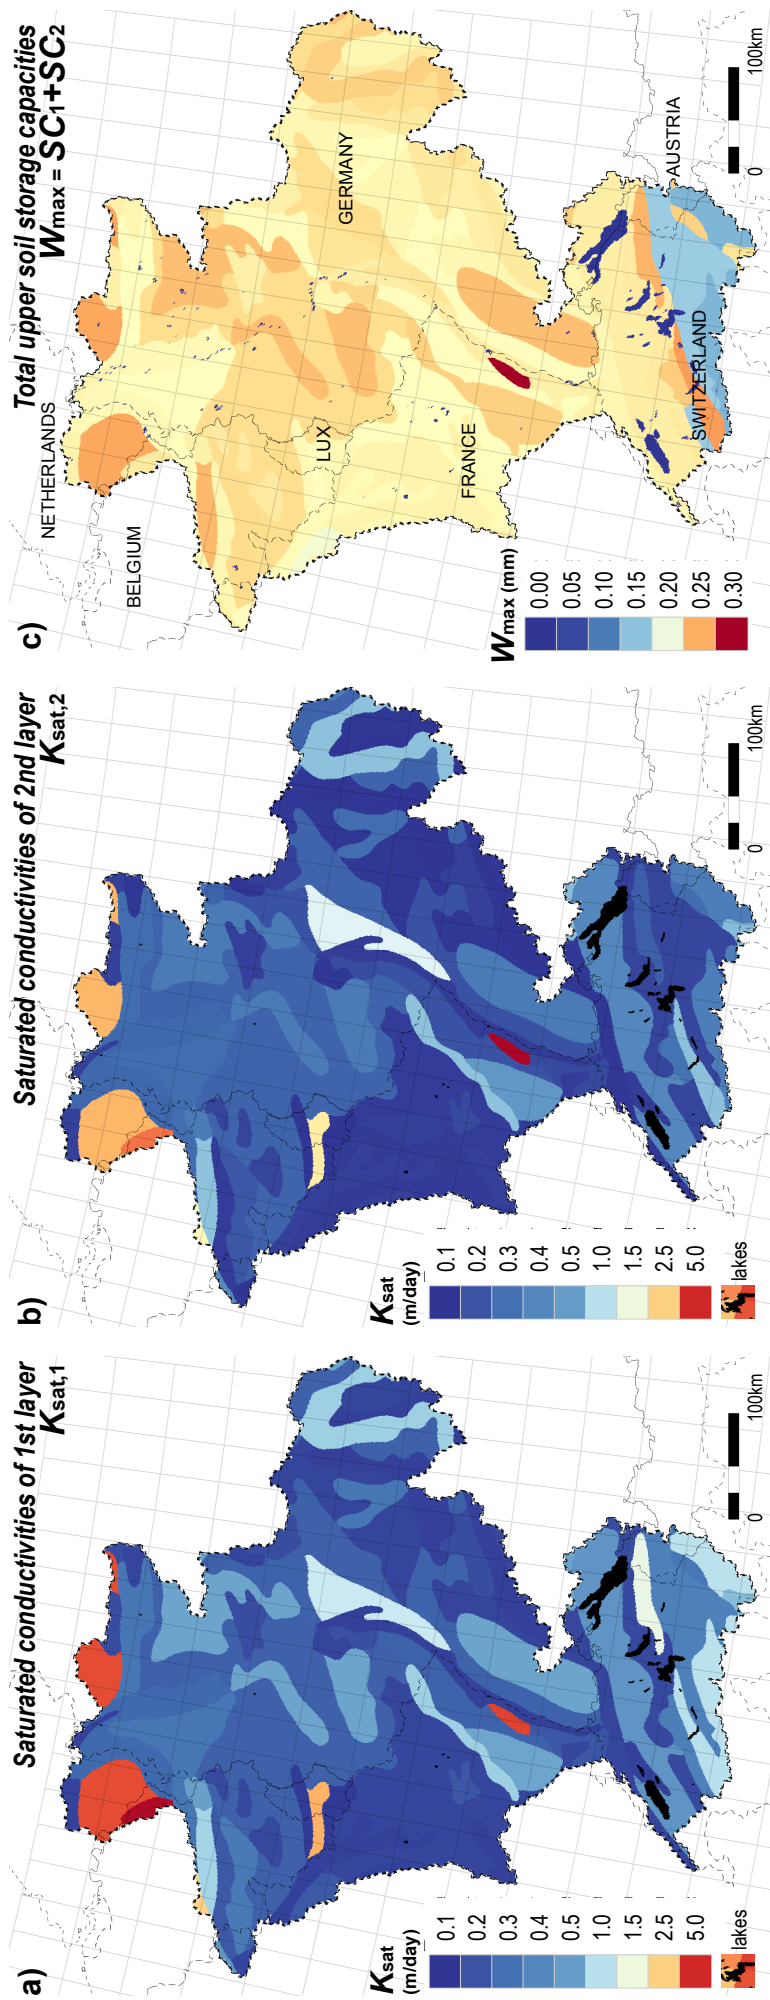 a)
Saturated conductivities of 1st layer
Ksat,1
Ksat
(m/day)
0.1
0.2
0.3
0.4
0.5
1.0
1.5
2.5
5.0
lakes
0 100km
b)
Saturated conductivities of 2nd layer
Ksat,2
Ksat
(m/day)
0.1
0.2
0.3
0.4
0.5
1.0
1.5
2.5
5.0
lakes
0 100km
c)
Total upper soil storage capacities
Wmax = SC1+SC2
NETHERLANDS
BELGIUM
GERMANY
LUX
FRANCE
AUSTRIA
SWITZERLAND
Wmax (mm)
0.00
0.05
0.10
0.15
0.20
0.25
0.30
0 100km